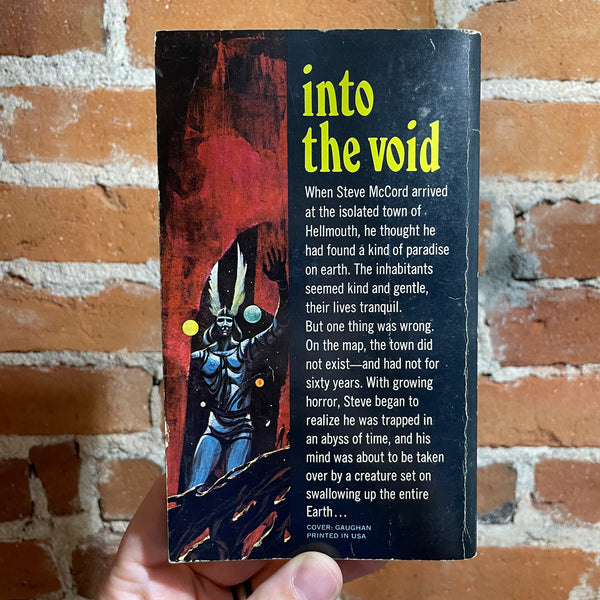 into
the void
When Steve McCord arrived
at the isolated town of
Hellmouth, he thought he
had found a kind of paradise
on earth. The inhabitants
seemed kind and gentle,
their lives tranquil.
But one thing was wrong.
On the map, the town did
not exist—and had not for
sixty years. With growing
horror, Steve began to
realize he was trapped in
an abyss of time, and his
mind was about to be taken
over by a creature set on
swallowing up the entire
Earth...
COVER: GAUGHAN
PRINTED IN USA